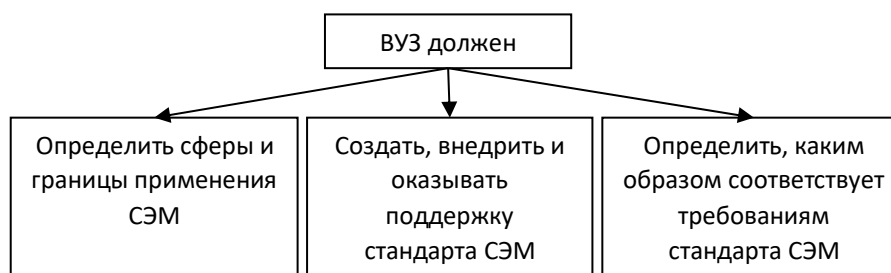 ВУЗ должен
Определить сферы и
границы применения
СЭМ
Создать, внедрить и
оказывать
поддержку
стандарта СЭМ
Определить, каким
образом соответствует
требованиям
стандарта СЭМ